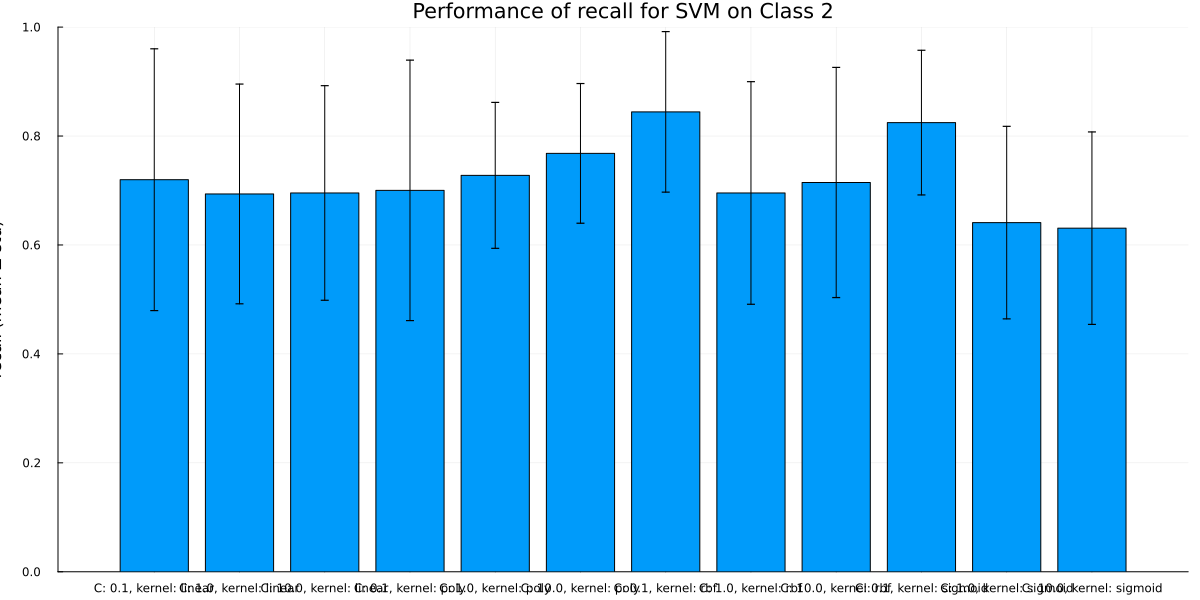 Performance of recall for SVM on Class 2
1.0
0.8
0.6
0.4
0.2
0.0
C: 0.1, kernel: linear
C: 1.0, kernel: linear
C: 10.0, kernel: linear
C: 0.1, kernel: poly
C: 1.0, kernel: poly
C: 10.0, kernel: poly
C: 0.1, kernel: rbf
C: 1.0, kernel: rbf
C: 10.0, kernel: rbf
C: 0.1, kernel: sigmoid
C: 1.0, kernel: sigmoid
C: 10.0, kernel: sigmoid